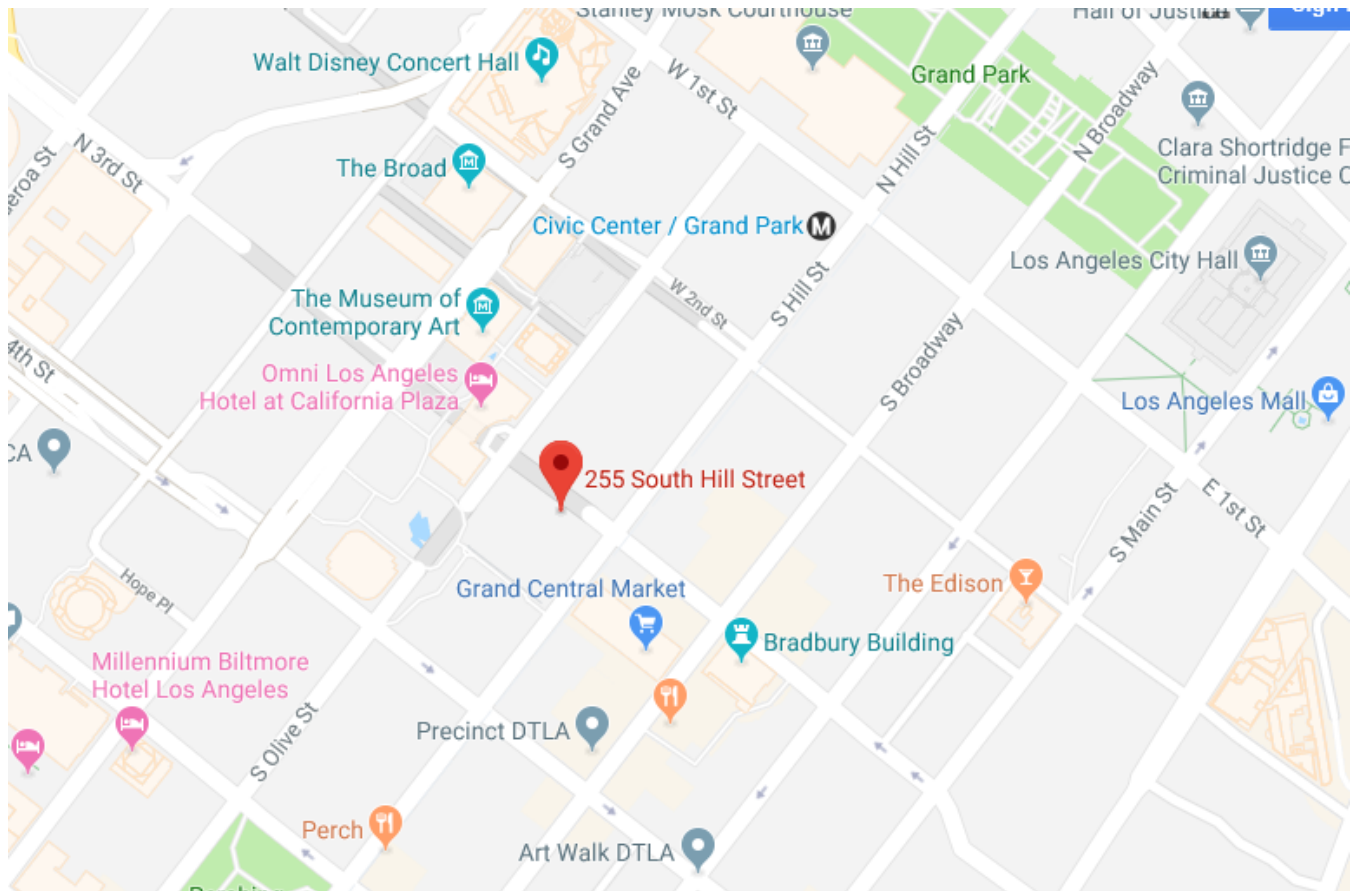 Stanley Mosk Courthouse
Walt Disney Concert Hall
W 1st St
S Grand Ave
Grand Park
N Broadway
N 3rd St
The Broad
N Hill St
Clara Shortridge F
Criminal Justice C
Civic Center / Grand Park
M
Los Angeles City Hall
The Museum of
Contemporary Art
W 2nd St
S Hill St
4th St
Omni Los Angeles
Hotel at California Plaza
S Broadway
Los Angeles Mall
CA
255 South Hill Street
S Main St
E 1st St
Hope Pl
Grand Central Market
The Edison
Bradbury Building
Millennium Biltmore
Hotel Los Angeles
Precinct DTLA
S Olive St
Perch
Art Walk DTLA